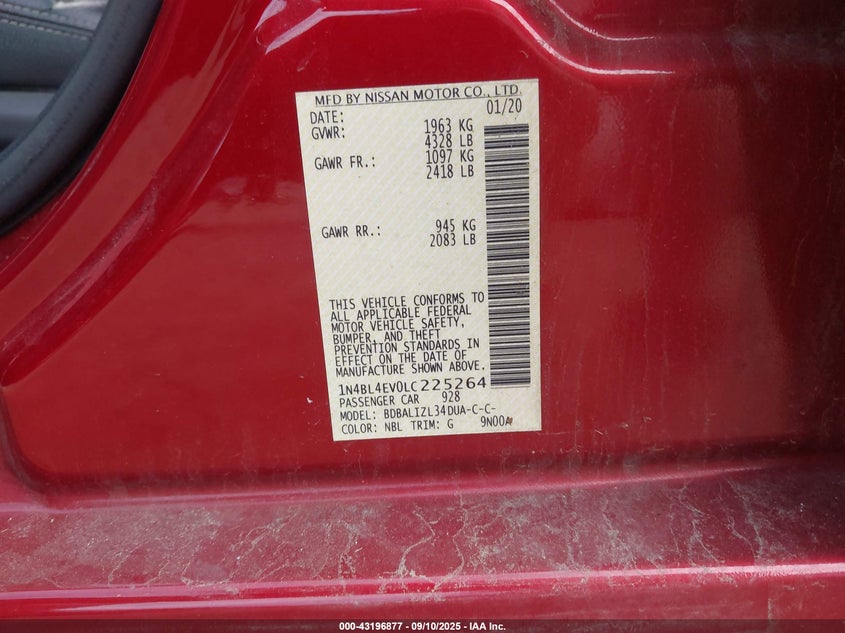 MFD BY NISSAN MOTOR CO., LTD.
DATE: 01/20
GVWR: 1963 KG
4328 LB
GAWR FR.: 1097 KG
2418 LB
GAWR RR.: 945 KG
2083 LB
THIS VEHICLE CONFORMS TO
ALL APPLICABLE FEDERAL
MOTOR VEHICLE SAFETY,
BUMPER, AND THEFT
PREVENTION STANDARDS IN
EFFECT ON THE DATE OF
MANUFACTURE SHOWN ABOVE.
1N4BL4EV0LC225264
PASSENGER CAR 928
MODEL: BDBALIZL34DUA-C-C-
COLOR: NBL TRIM: G 9N00A
000-43196877 - 09/10/2025 - IAA Inc.